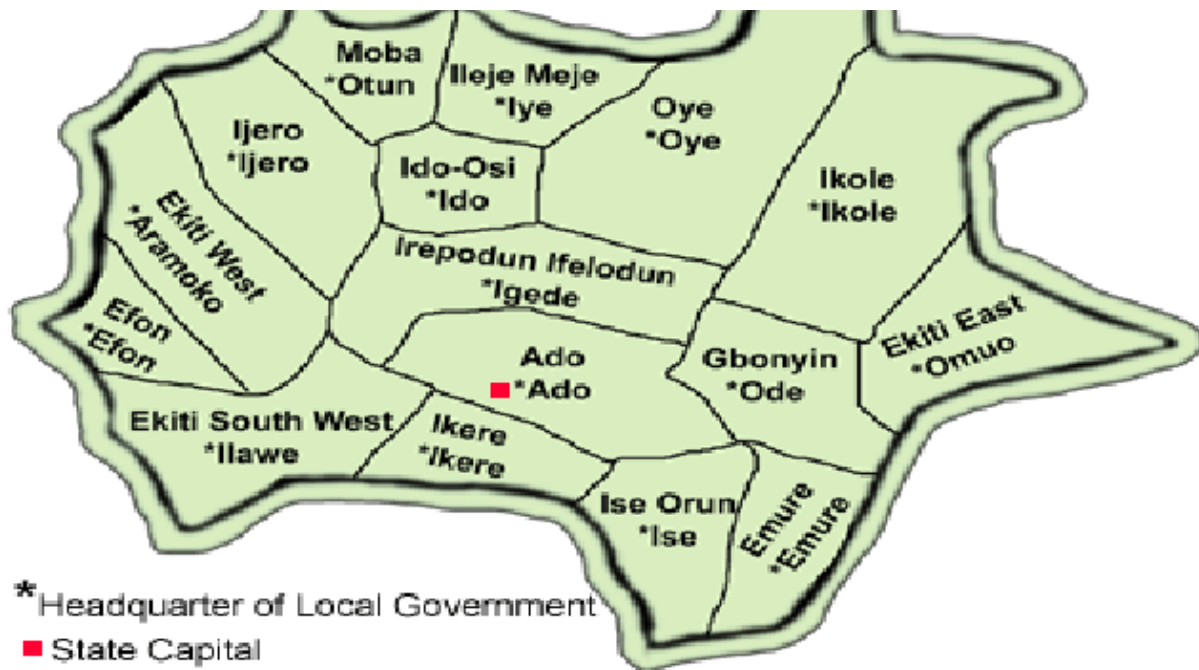 Moba
*Otun
Ileje Meje
*Iye
Oye
*Oye
Ijero
*Ijero
Ido-Osi
*Ido
Ikole
*Ikole
Ekiti West
*Aramoko
Irepodun Ifelodun
*Igede
Efon
*Efon
Ado
*Ado
Gbonyin
*Ode
Ekiti East
*Omuo
Ekiti South West
*Ilawe
Ikere
*Ikere
Ise Orun
*Ise
Emure
*Emure
*Headquarter of Local Government
State Capital